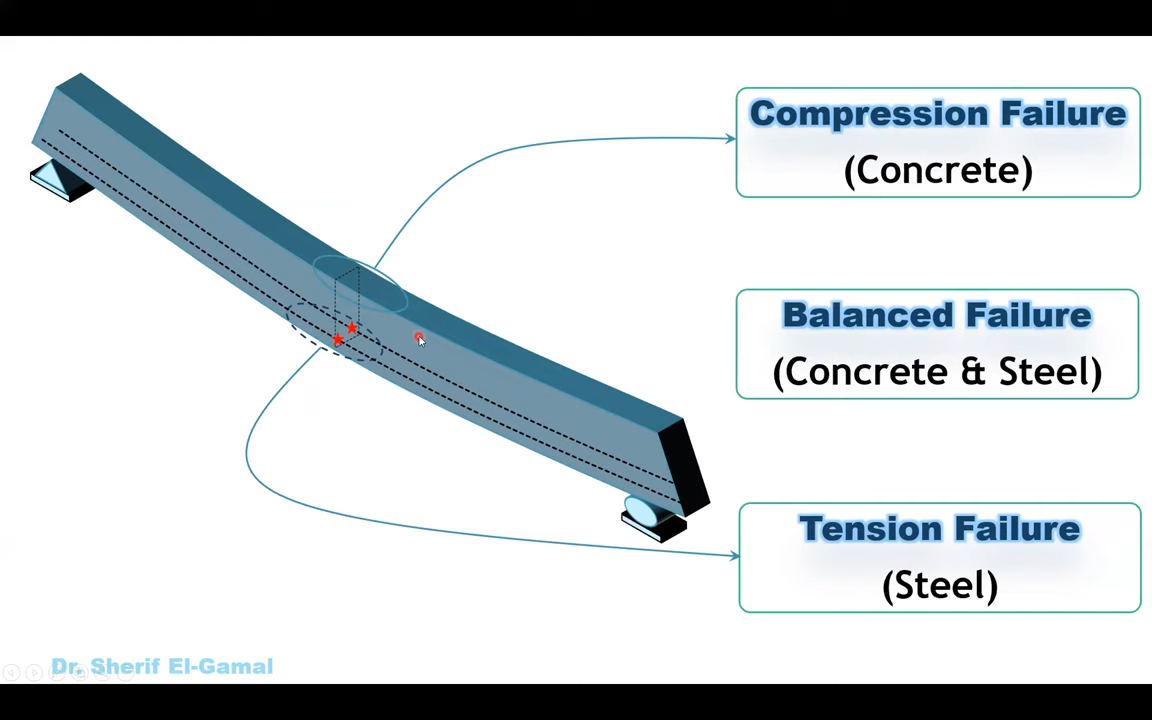 Compression Failure
(Concrete)
Balanced Failure
(Concrete & Steel)
Tension Failure
(Steel)
Dr. Sherif El-Gamal